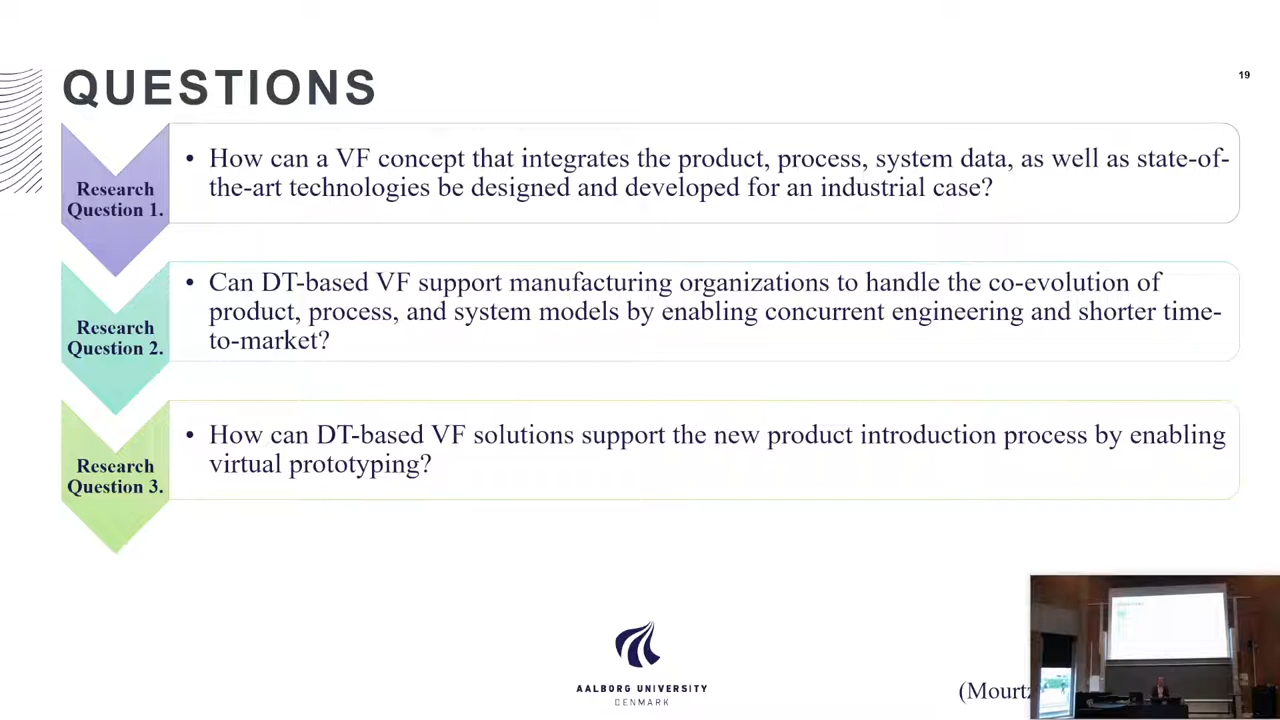 QUESTIONS
19
Research
Question 1.
• How can a VF concept that integrates the product, process, system data, as well as state-of-
the-art technologies be designed and developed for an industrial case?
Research
Question 2.
• Can DT-based VF support manufacturing organizations to handle the co-evolution of
product, process, and system models by enabling concurrent engineering and shorter time-
to-market?
Research
Question 3.
• How can DT-based VF solutions support the new product introduction process by enabling
virtual prototyping?
AALBORG UNIVERSITY
DENMARK
(Mourtz